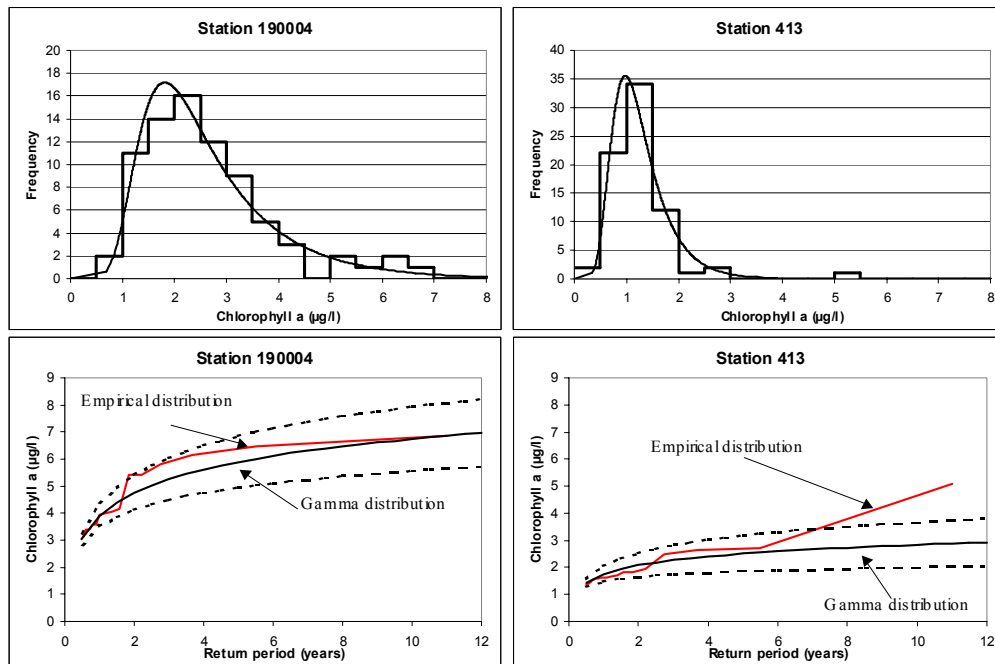 Station 190004
Frequency
20
18
16
14
12
10
8
6
4
2
0
0 1 2 3 4 5 6 7 8
Chlorophyll a (µg/l)
Station 413
Frequency
40
35
30
25
20
15
10
5
0
0 1 2 3 4 5 6 7 8
Chlorophyll a (µg/l)
Station 190004
Chlorophyll a (µg/l)
9
8
7
6
5
4
3
2
1
0
Empirical distribution
Gamma distribution
0 2 4 6 8 10 12
Return period (years)
Station 413
Chlorophyll a (µg/l)
9
8
7
6
5
4
3
2
1
0
Empirical distribution
Gamma distribution
0 2 4 6 8 10 12
Return period (years)